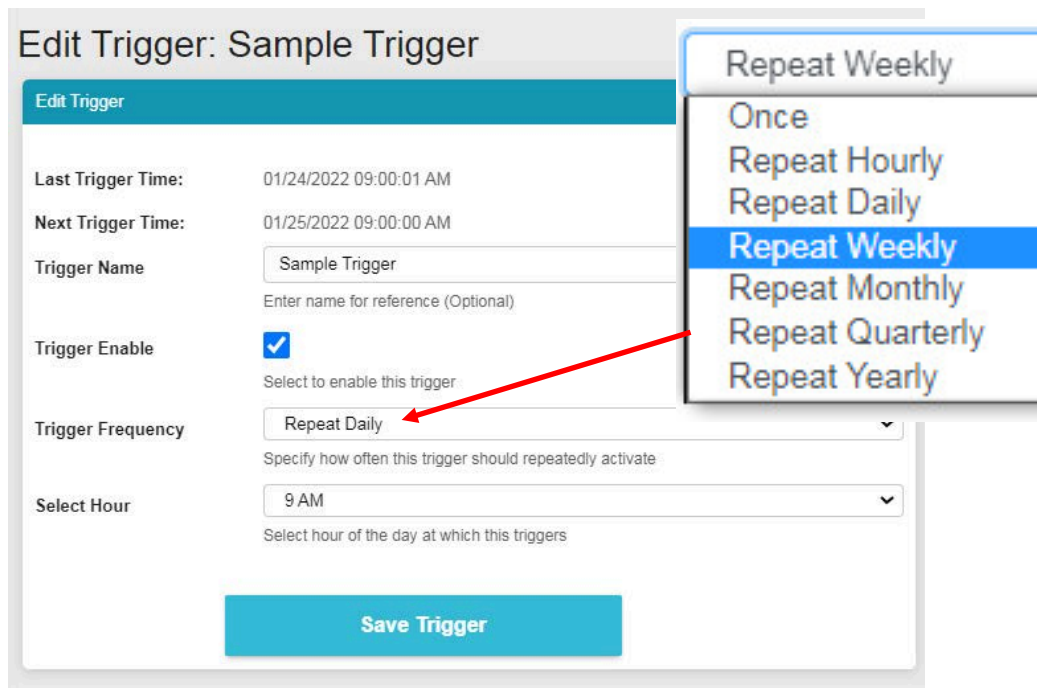 Edit Trigger: Sample Trigger
Edit Trigger
Last Trigger Time: 01/24/2022 09:00:01 AM
Next Trigger Time: 01/25/2022 09:00:00 AM
Trigger Name Sample Trigger
Enter name for reference (Optional)
Trigger Enable
Select to enable this trigger
Trigger Frequency Repeat Daily
Specify how often this trigger should repeatedly activate
Select Hour 9 AM
Select hour of the day at which this triggers
Save Trigger
Repeat Weekly
Once
Repeat Hourly
Repeat Daily
Repeat Weekly
Repeat Monthly
Repeat Quarterly
Repeat Yearly